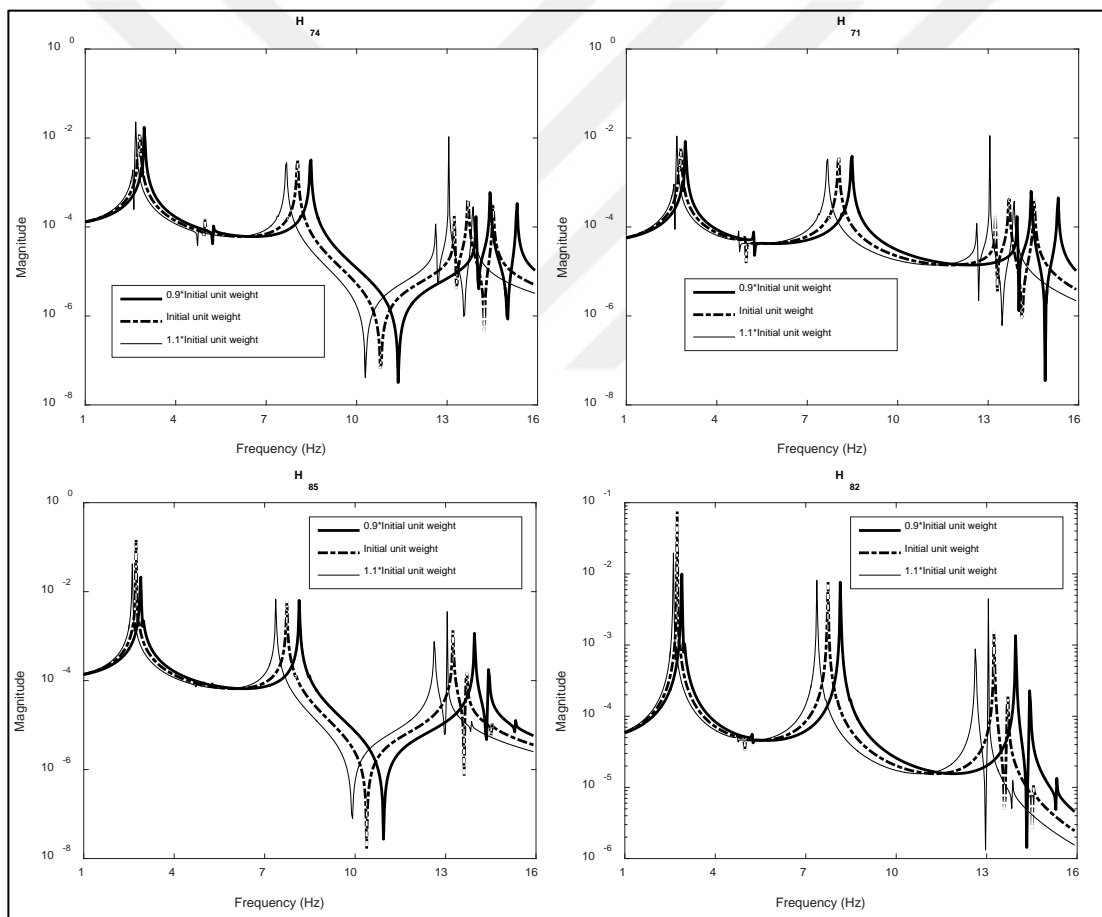 H
74
10 0
10 -2
10 -4
10 -6
10 -8
Magnitude
0.9*Initial unit weight
Initial unit weight
1.1*Initial unit weight
1 4 7 10 13 16
Frequency (Hz)
H
71
10 0
10 -2
10 -4
10 -6
10 -8
Magnitude
0.9*Initial unit weight
Initial unit weight
1.1*Initial unit weight
1 4 7 10 13 16
Frequency (Hz)
H
85
10 0
10 -2
10 -4
10 -6
10 -8
Magnitude
0.9*Initial unit weight
Initial unit weight
1.1*Initial unit weight
1 4 7 10 13 16
Frequency (Hz)
H
82
10 -1
10 -2
10 -3
10 -4
10 -5
10 -6
Magnitude
0.9*Initial unit weight
Initial unit weight
1.1*Initial unit weight
1 4 7 10 13 16
Frequency (Hz)